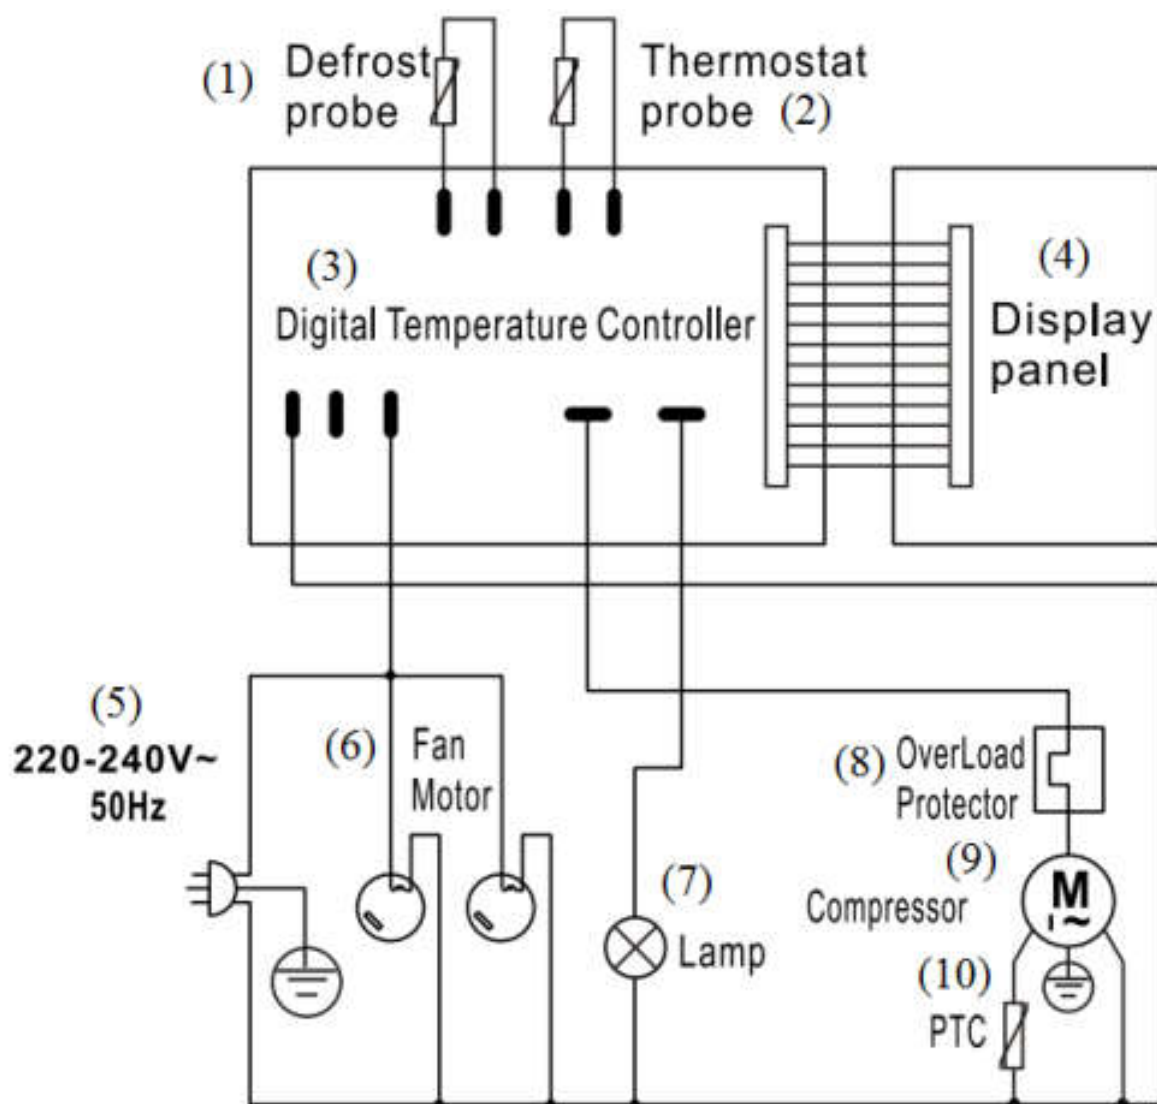 (1) Defrost
probe
Thermostat
probe (2)
(3)
Digital Temperature Controller
(4)
Display
panel
(5)
220-240V~
50Hz
(6) Fan
Motor
(7)
Lamp
(8) OverLoad
Protector
(9)
Compressor
M
I~
(10)
PTC